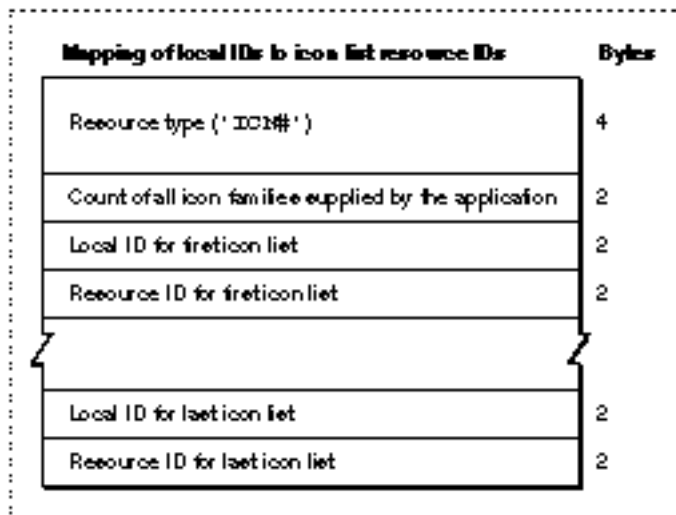 Mapping of local IDs to icon list resource IDs Bytes
Resource type ('ICN#') 4
Count of all icon families supplied by the application 2
Local ID for first icon list 2
Resource ID for first icon list 2
Local ID for last icon list 2
Resource ID for last icon list 2